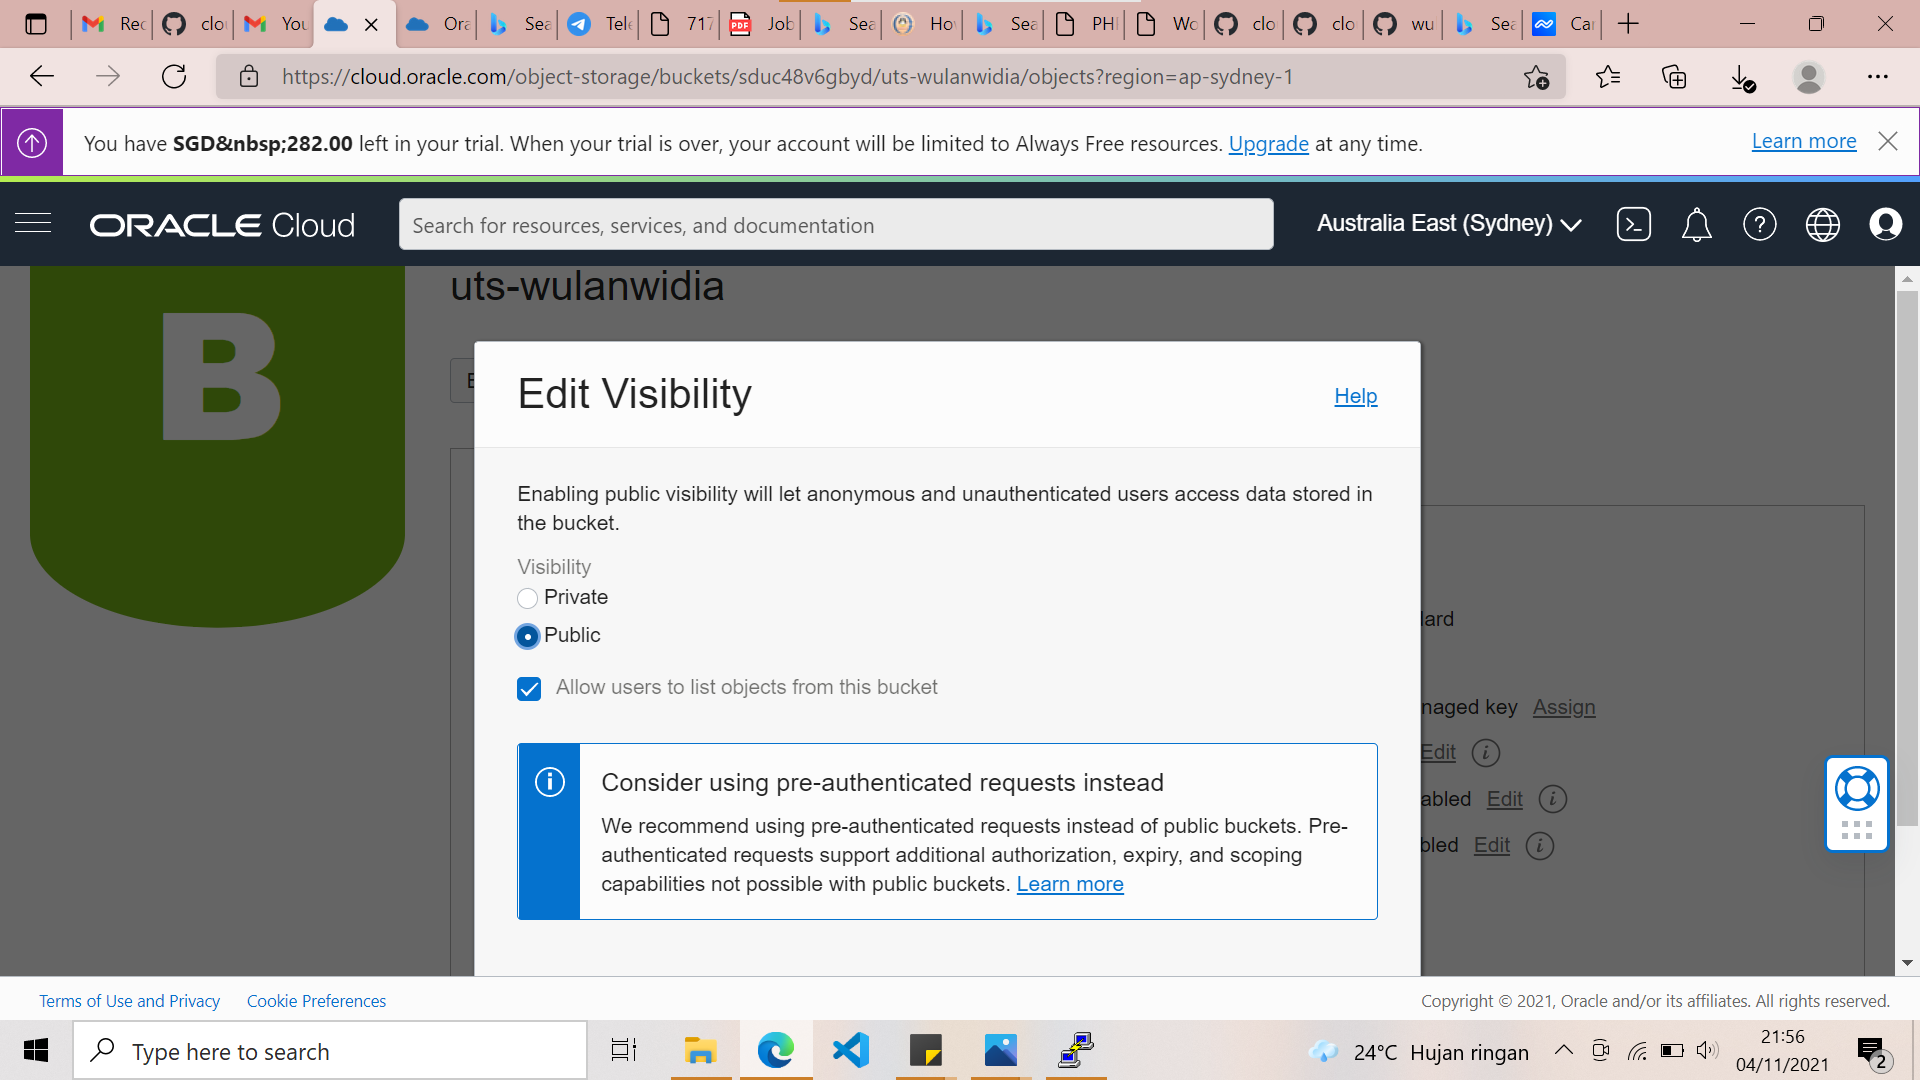 Rec
clou
You
Ora
Sea
Tele
717
PDF
Job
Sea
How
Sea
PHP
Wo
clo
clo
wu
Sea
Car
https://cloud.oracle.com/object-storage/buckets/sduc48v6gbyd/uts-wulanwidia/objects?region=ap-sydney-1
You have SGD&nbsp;282.00 left in your trial. When your trial is over, your account will be limited to Always Free resources. Upgrade at any time.
Learn more
ORACLE Cloud
Search for resources, services, and documentation
Australia East (Sydney)
B
uts-wulanwidia
Edit Visibility
Help
Enabling public visibility will let anonymous and unauthenticated users access data stored in
the bucket.
Visibility
Private
Public
Allow users to list objects from this bucket
Consider using pre-authenticated requests instead
We recommend using pre-authenticated requests instead of public buckets. Pre-
authenticated requests support additional authorization, expiry, and scoping
capabilities not possible with public buckets. Learn more
lard
naged key Assign
Edit
abled Edit
bled Edit
Terms of Use and Privacy
Cookie Preferences
Copyright © 2021, Oracle and/or its affiliates. All rights reserved.
Type here to search
24°C Hujan ringan
21:56
04/11/2021
2